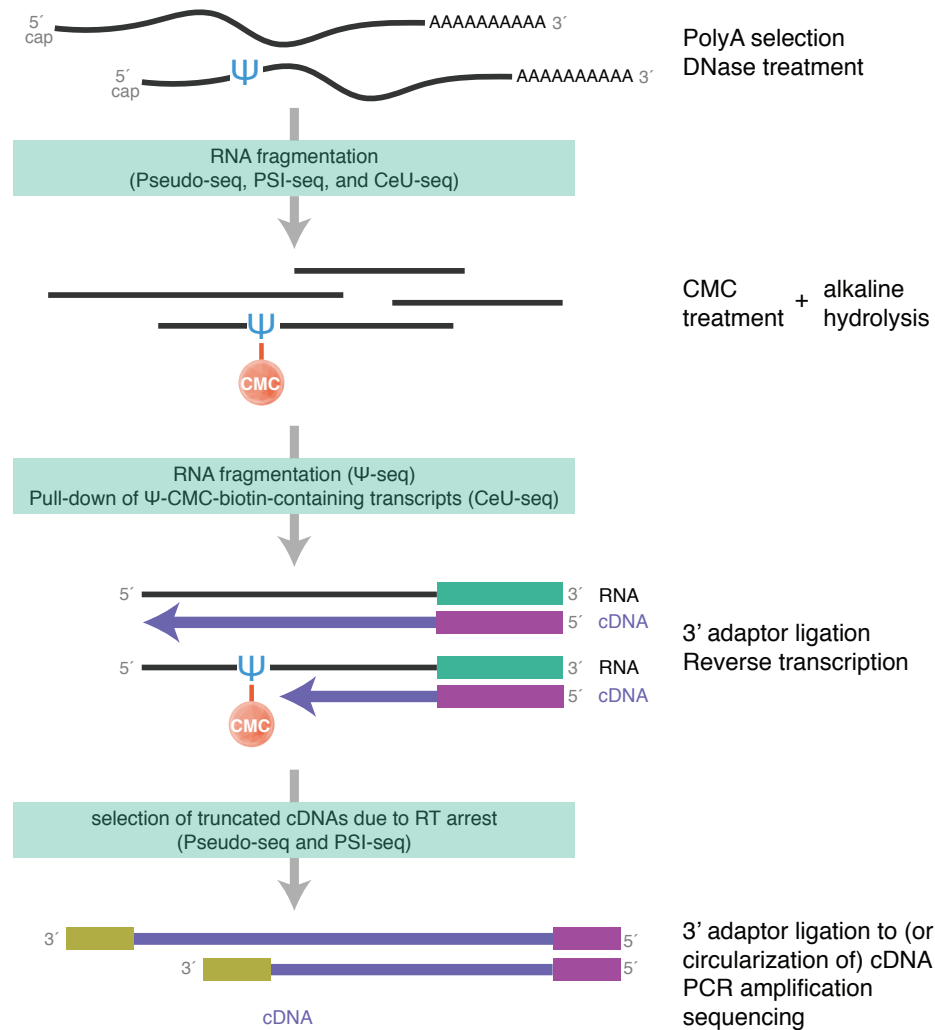 5´
cap
AAAAAAAAAA 3´
5´
cap
Ψ
AAAAAAAAAA 3´
PolyA selection
DNase treatment
RNA fragmentation
(Pseudo-seq, PSI-seq, and CeU-seq)
Ψ
CMC
CMC
treatment
+
alkaline
hydrolysis
RNA fragmentation (Ψ-seq)
Pull-down of Ψ-CMC-biotin-containing transcripts (CeU-seq)
5´ 3´ RNA
5´ cDNA
5´ Ψ 3´ RNA
5´ cDNA
CMC
3’ adaptor ligation
Reverse transcription
selection of truncated cDNAs due to RT arrest
(Pseudo-seq and PSI-seq)
3´ 5´
3´ 5´
cDNA
3’ adaptor ligation to (or
circularization of) cDNA
PCR amplification
sequencing